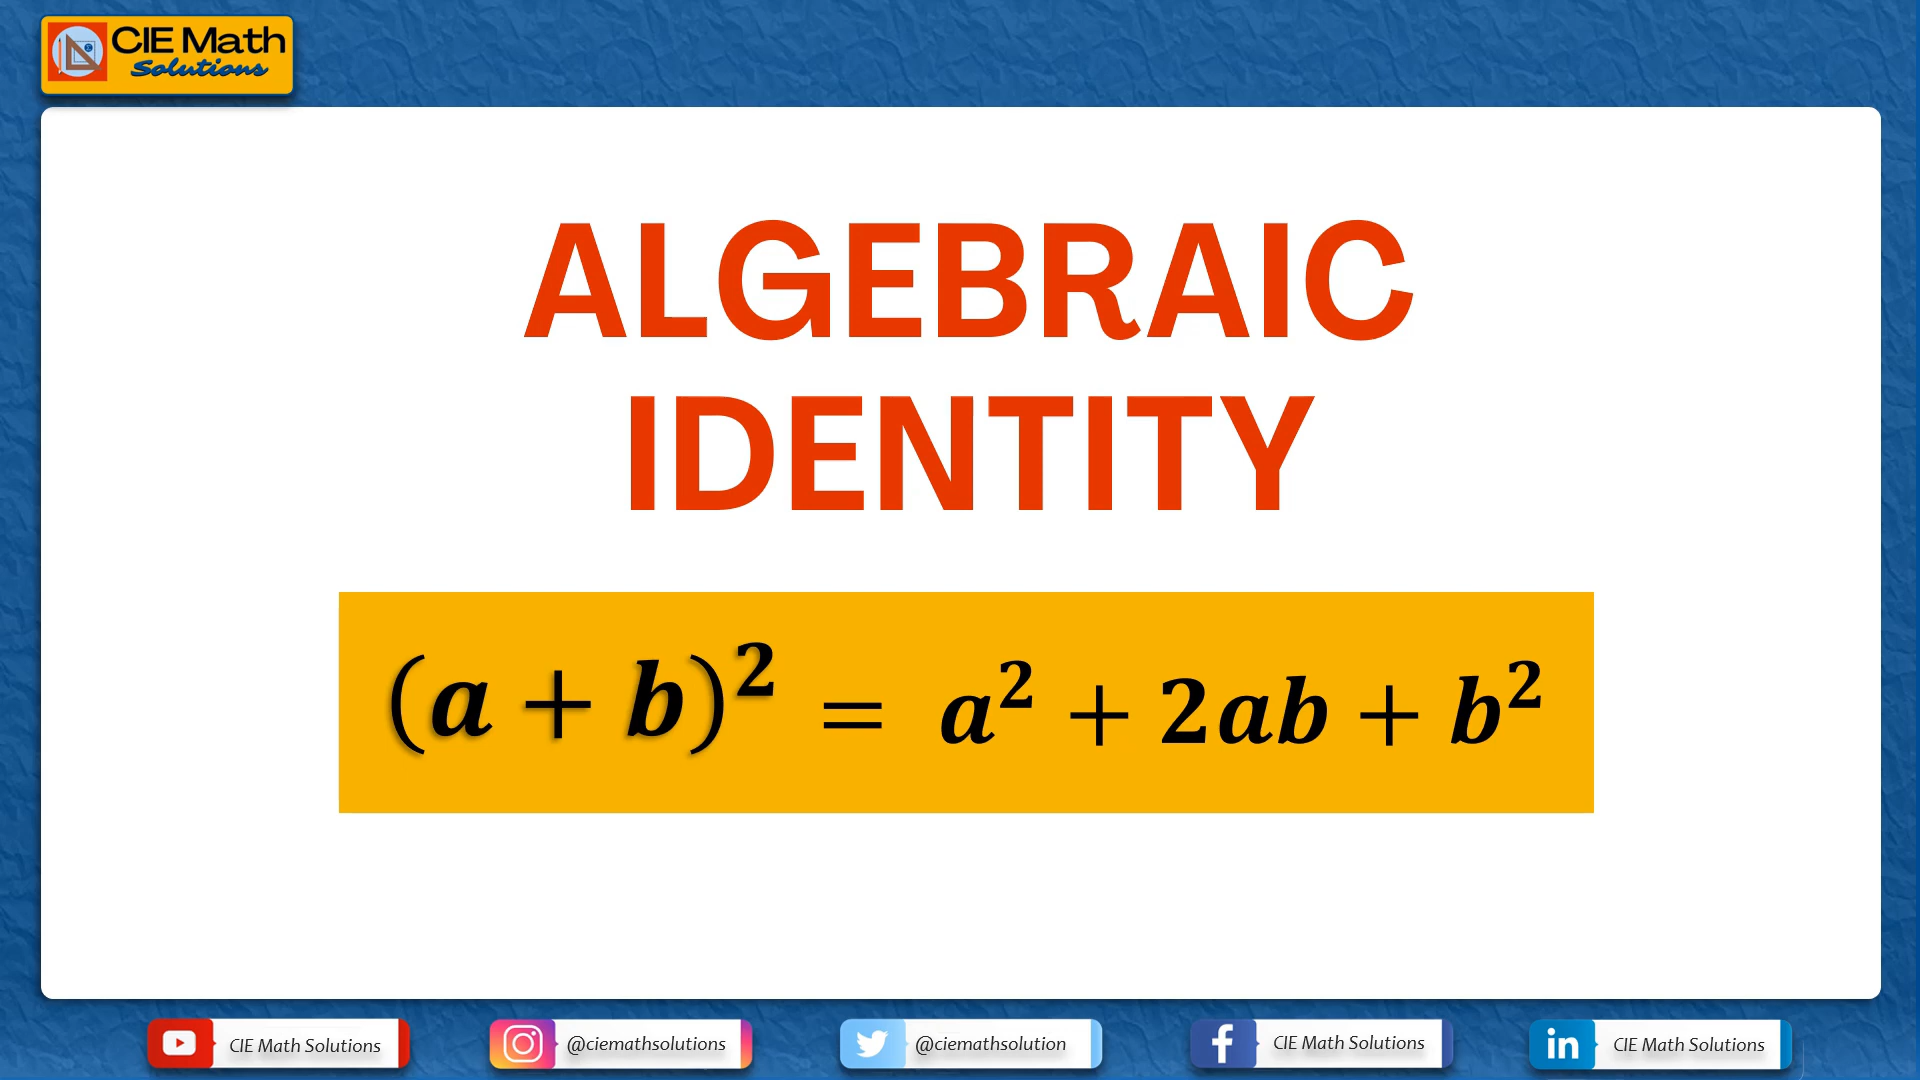 CIE Math
Solutions
ALGEBRAIC
IDENTITY
(a + b)² = a² + 2ab + b²
CIE Math Solutions
@ciemathsolutions
@ciemathsolution
CIE Math Solutions
CIE Math Solutions